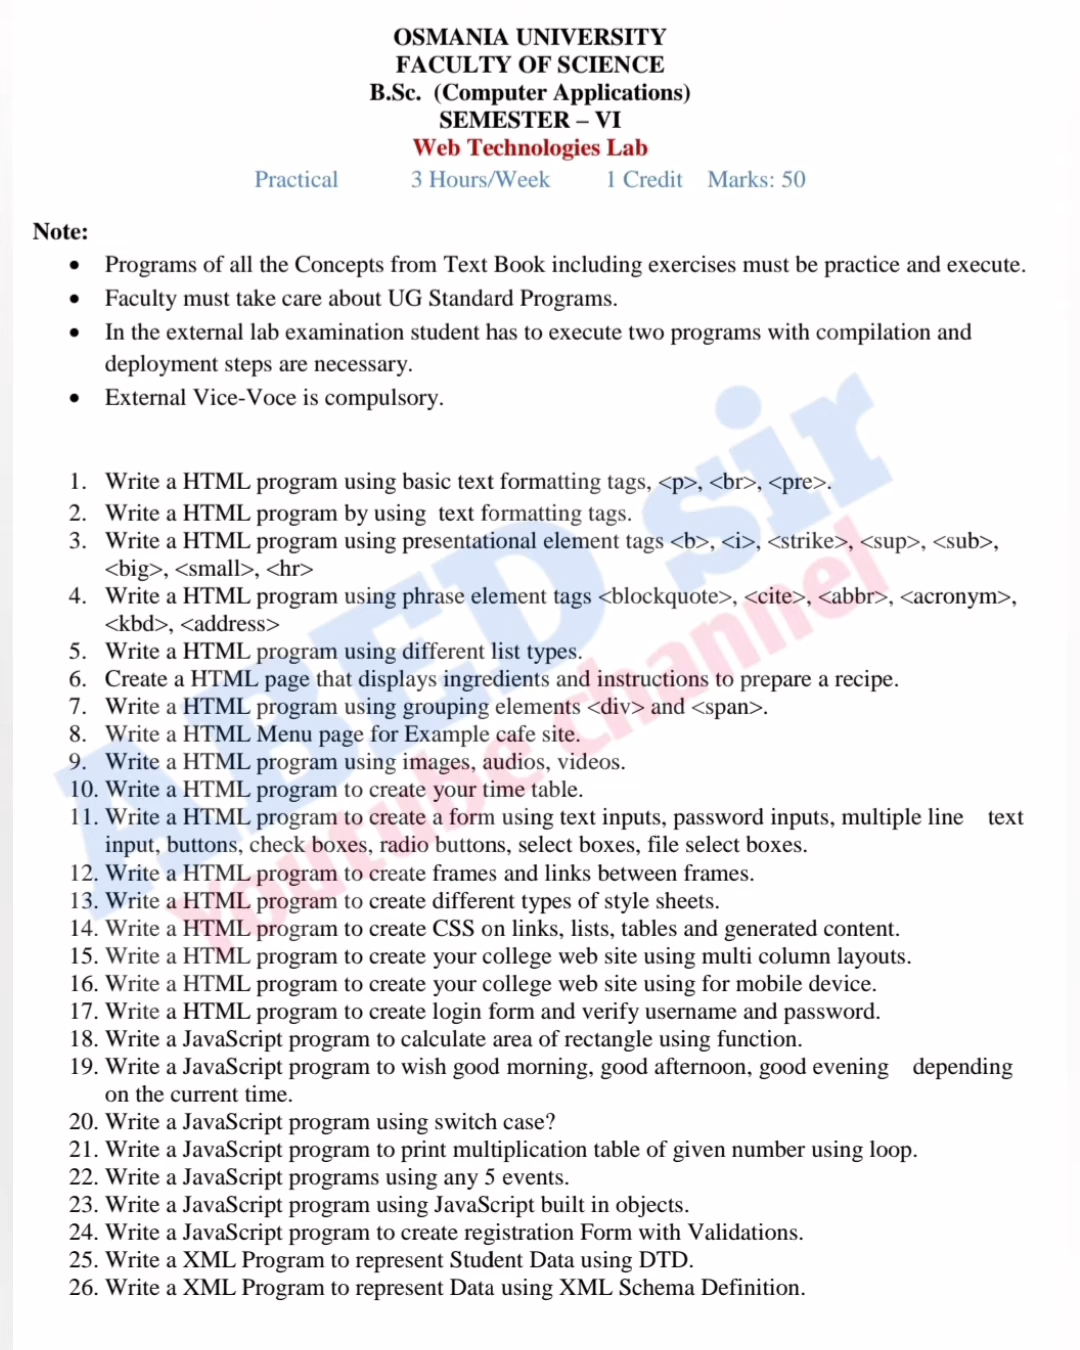 OSMANIA UNIVERSITY
FACULTY OF SCIENCE
B.Sc. (Computer Applications)
SEMESTER – VI
Web Technologies Lab
Practical 3 Hours/Week 1 Credit Marks: 50
Note:
• Programs of all the Concepts from Text Book including exercises must be practice and execute.
• Faculty must take care about UG Standard Programs.
• In the external lab examination student has to execute two programs with compilation and
deployment steps are necessary.
• External Vice-Voce is compulsory.
1. Write a HTML program using basic text formatting tags, <p>, <br>, <pre>.
2. Write a HTML program by using text formatting tags.
3. Write a HTML program using presentational element tags <b>, <i>, <strike>, <sup>, <sub>,
<big>, <small>, <hr>
4. Write a HTML program using phrase element tags <blockquote>, <cite>, <abbr>, <acronym>,
<kbd>, <address>
5. Write a HTML program using different list types.
6. Create a HTML page that displays ingredients and instructions to prepare a recipe.
7. Write a HTML program using grouping elements <div> and <span>.
8. Write a HTML Menu page for Example cafe site.
9. Write a HTML program using images, audios, videos.
10. Write a HTML program to create your time table.
11. Write a HTML program to create a form using text inputs, password inputs, multiple line text
input, buttons, check boxes, radio buttons, select boxes, file select boxes.
12. Write a HTML program to create frames and links between frames.
13. Write a HTML program to create different types of style sheets.
14. Write a HTML program to create CSS on links, lists, tables and generated content.
15. Write a HTML program to create your college web site using multi column layouts.
16. Write a HTML program to create your college web site using for mobile device.
17. Write a HTML program to create login form and verify username and password.
18. Write a JavaScript program to calculate area of rectangle using function.
19. Write a JavaScript program to wish good morning, good afternoon, good evening depending
on the current time.
20. Write a JavaScript program using switch case?
21. Write a JavaScript program to print multiplication table of given number using loop.
22. Write a JavaScript programs using any 5 events.
23. Write a JavaScript program using JavaScript built in objects.
24. Write a JavaScript program to create registration Form with Validations.
25. Write a XML Program to represent Student Data using DTD.
26. Write a XML Program to represent Data using XML Schema Definition.
ABED sir
Youtube channel